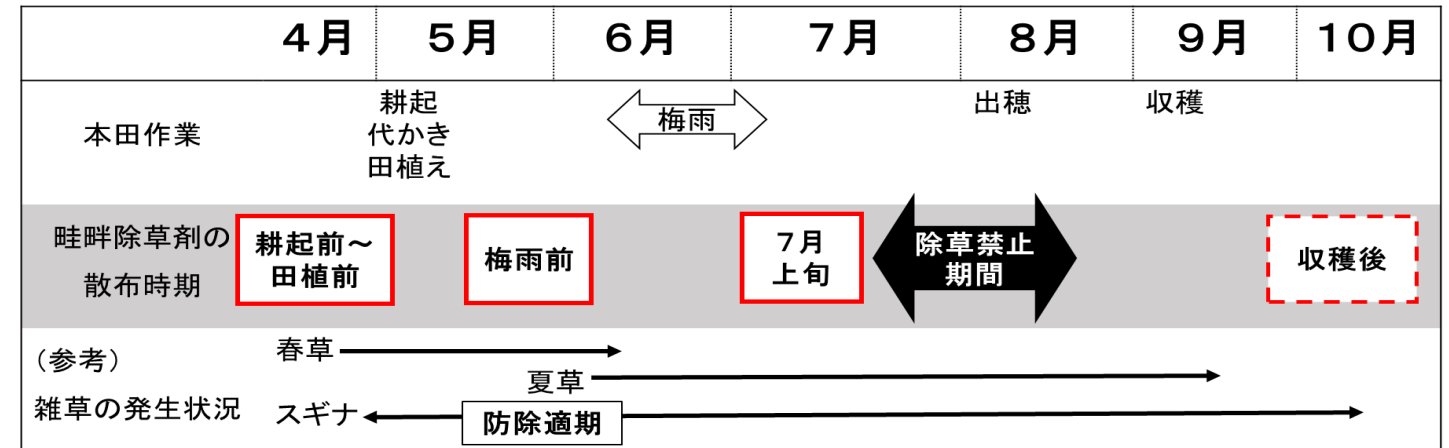 4月 5月 6月 7月 8月 9月 10月
本田作業
耕起
代かき
田植え
梅雨
出穂
収穫
畦畔除草剤の
散布時期
耕起前～
田植前
梅雨前
7月
上旬
除草禁止
期間
収穫後
（参考）
雑草の発生状況
春草
夏草
スギナ
防除適期